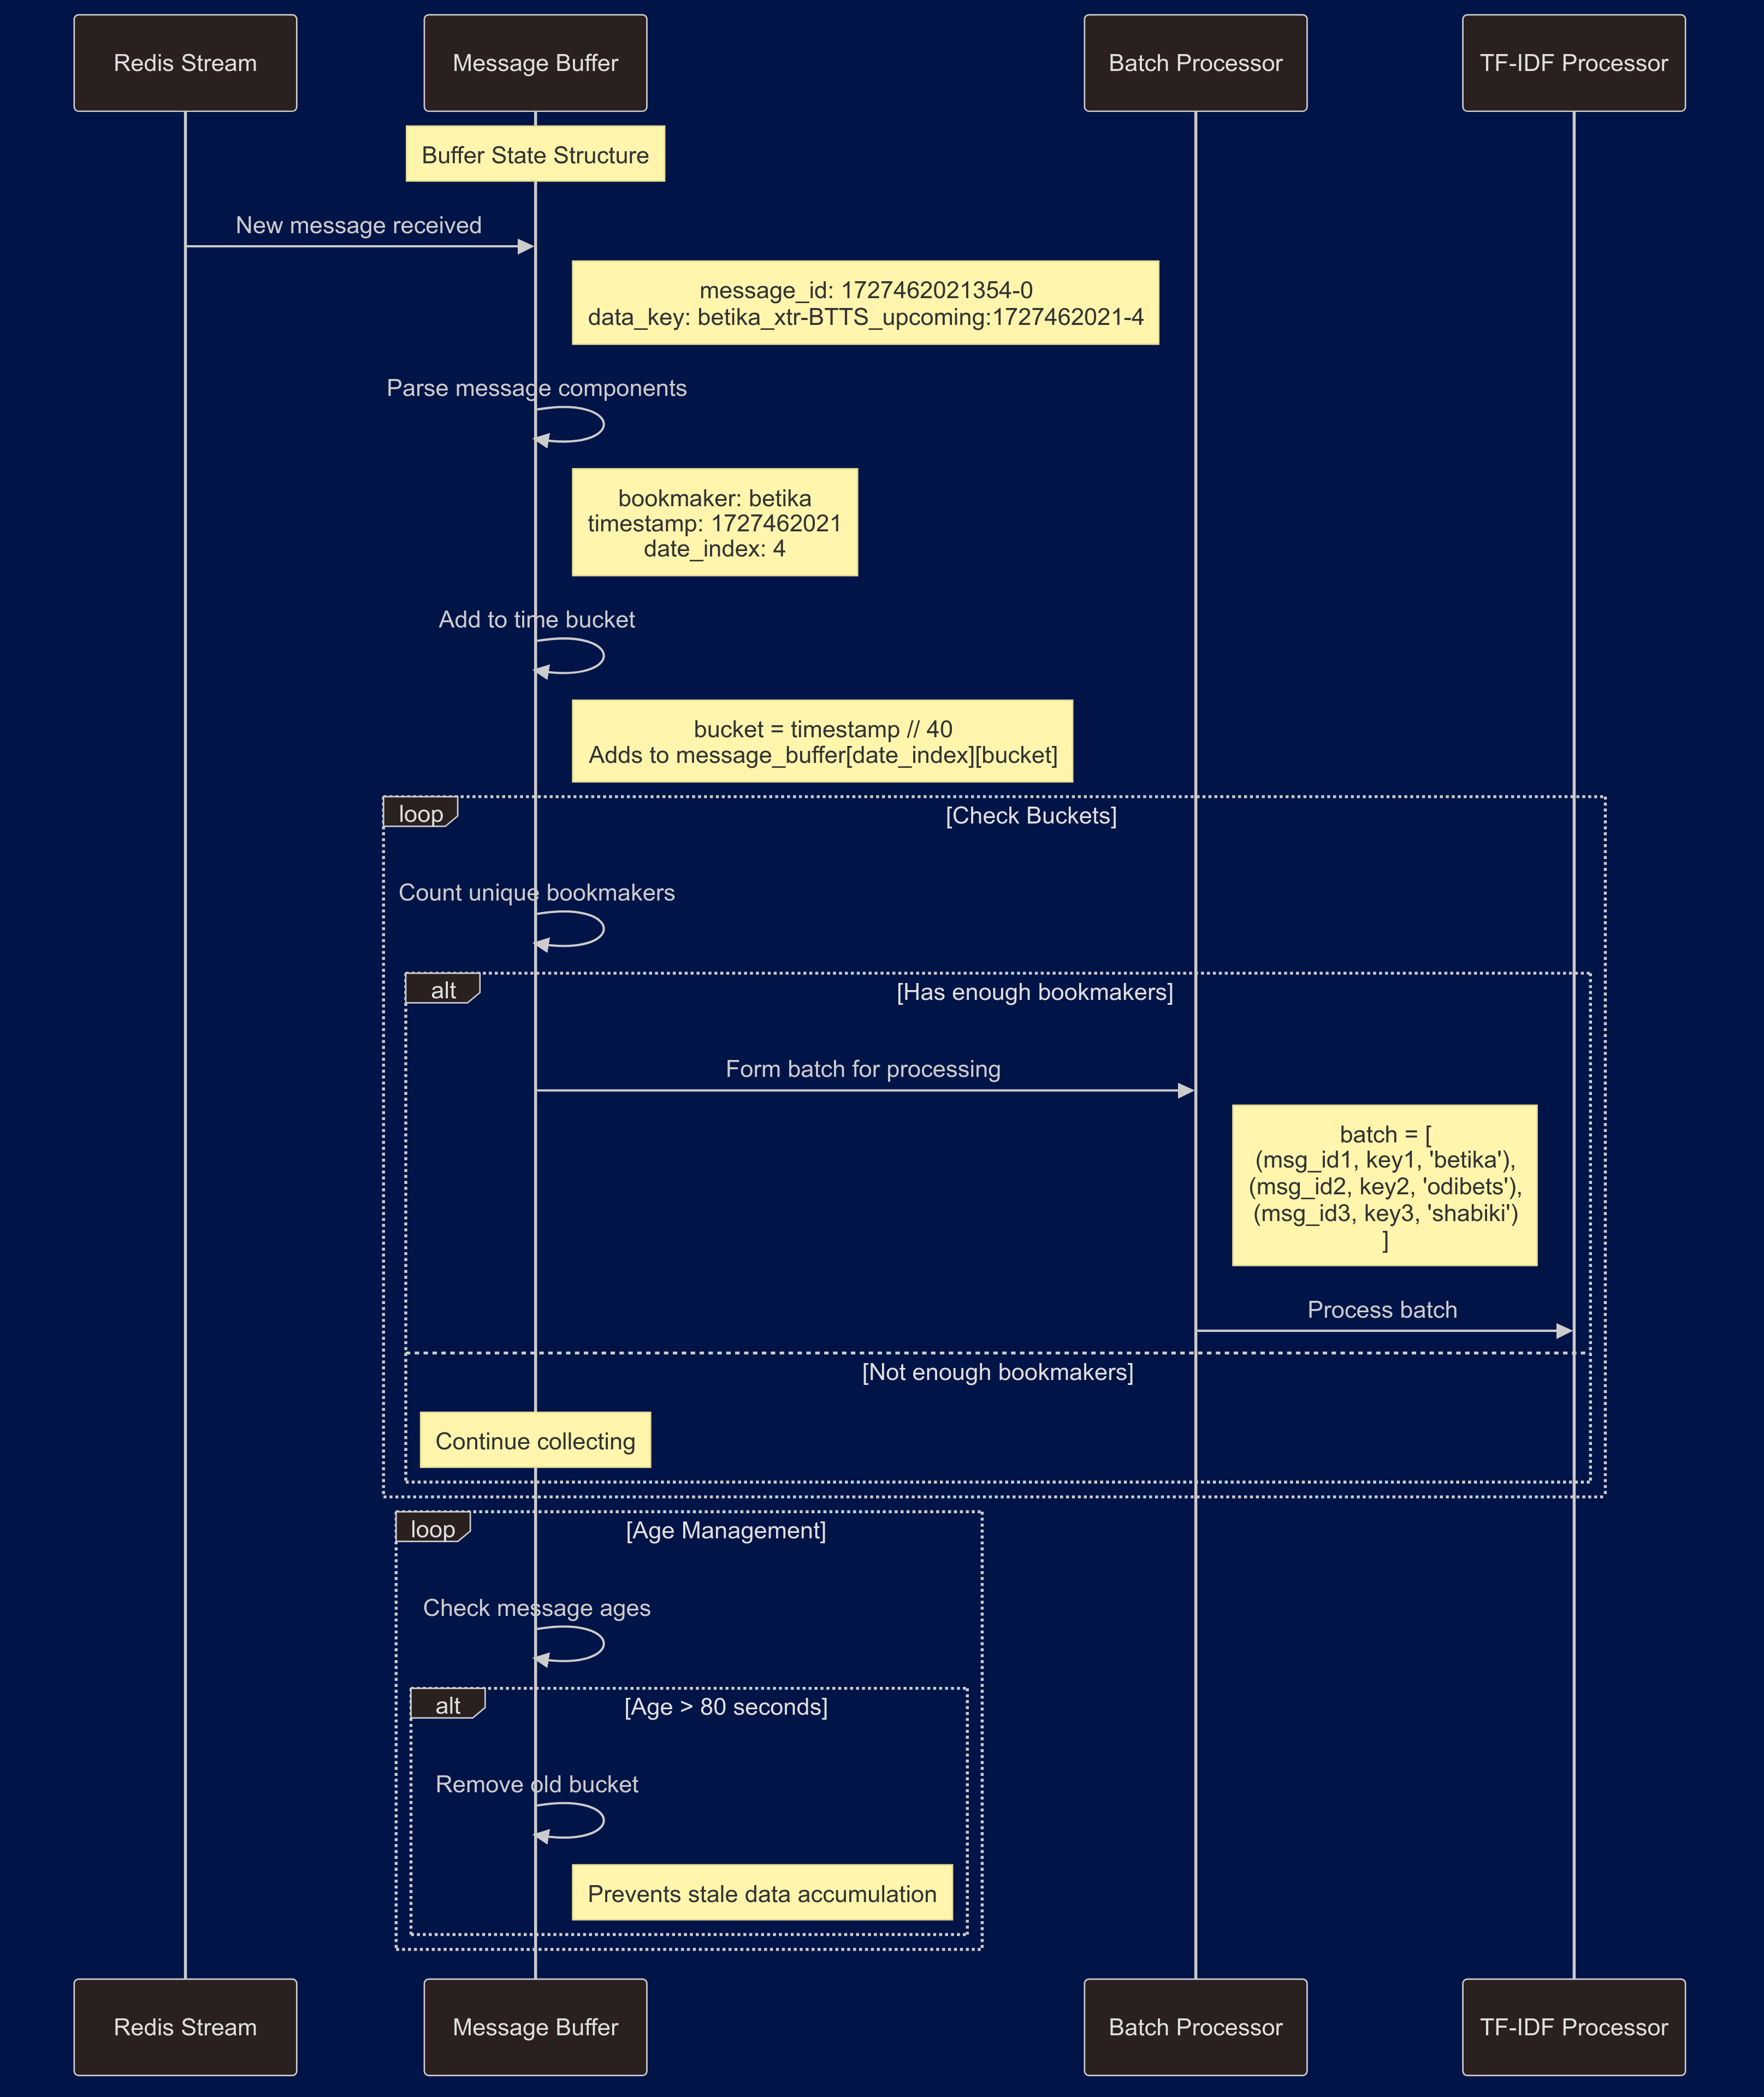 Redis Stream
Message Buffer
Batch Processor
TF-IDF Processor
Buffer State Structure
New message received
message_id: 1727462021354-0
data_key: betika_xtr-BTTS_upcoming:1727462021-4
Parse message components
bookmaker: betika
timestamp: 1727462021
date_index: 4
Add to time bucket
bucket = timestamp // 40
Adds to message_buffer[date_index][bucket]
loop
[Check Buckets]
Count unique bookmakers
alt
[Has enough bookmakers]
Form batch for processing
batch = [
(msg_id1, key1, 'betika'),
(msg_id2, key2, 'odibets'),
(msg_id3, key3, 'shabiki')
]
Process batch
[Not enough bookmakers]
Continue collecting
loop
[Age Management]
Check message ages
alt
[Age > 80 seconds]
Remove old bucket
Prevents stale data accumulation
Redis Stream
Message Buffer
Batch Processor
TF-IDF Processor